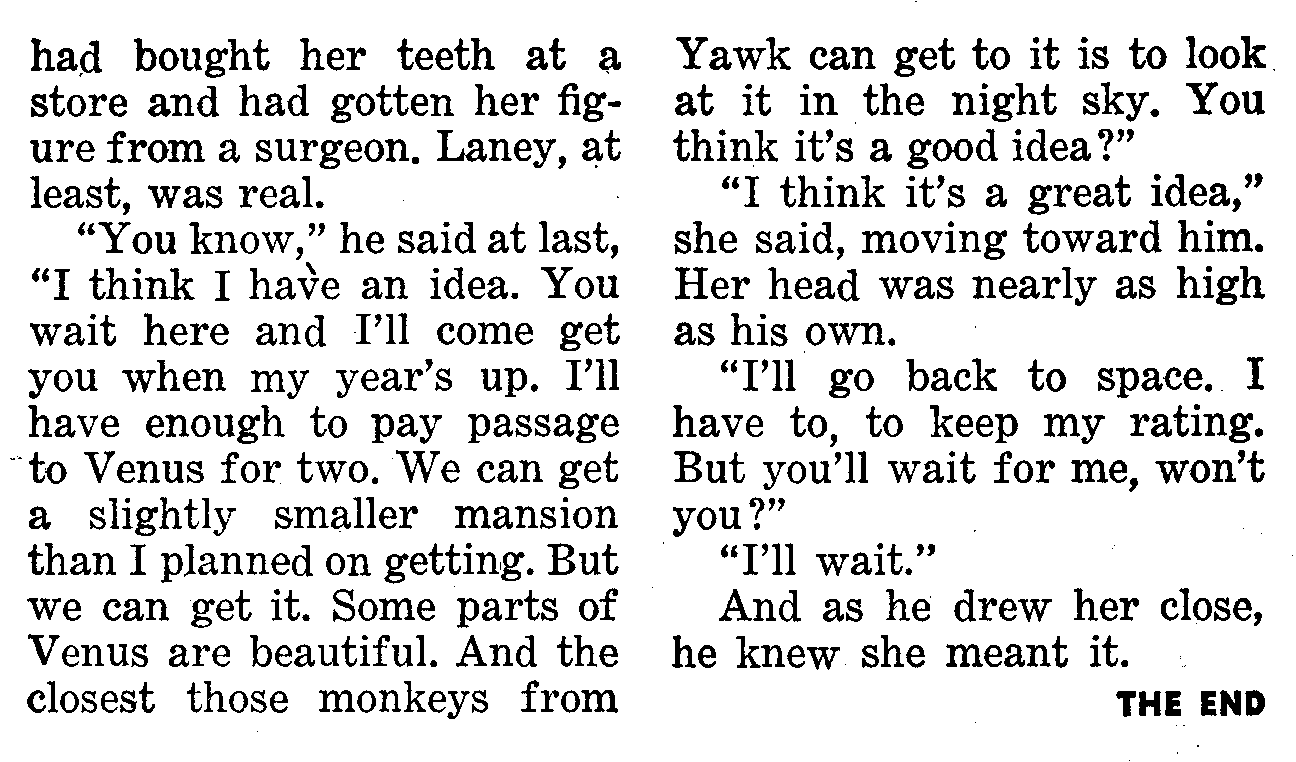 had bought her teeth at a
store and had gotten her fig-
ure from a surgeon. Laney, at
least, was real.
“You know,” he said at last,
“I think I have an idea. You
wait here and I’ll come get
you when my year’s up. I’ll
have enough to pay passage
to Venus for two. We can get
a slightly smaller mansion
than I planned on getting. But
we can get it. Some parts of
Venus are beautiful. And the
closest those monkeys from
Yawk can get to it is to look
at it in the night sky. You
think it’s a good idea?”
“I think it’s a great idea,”
she said, moving toward him.
Her head was nearly as high
as his own.
“I’ll go back to space. I
have to, to keep my rating.
But you’ll wait for me, won’t
you?”
“I’ll wait.”
And as he drew her close,
he knew she meant it.
THE END